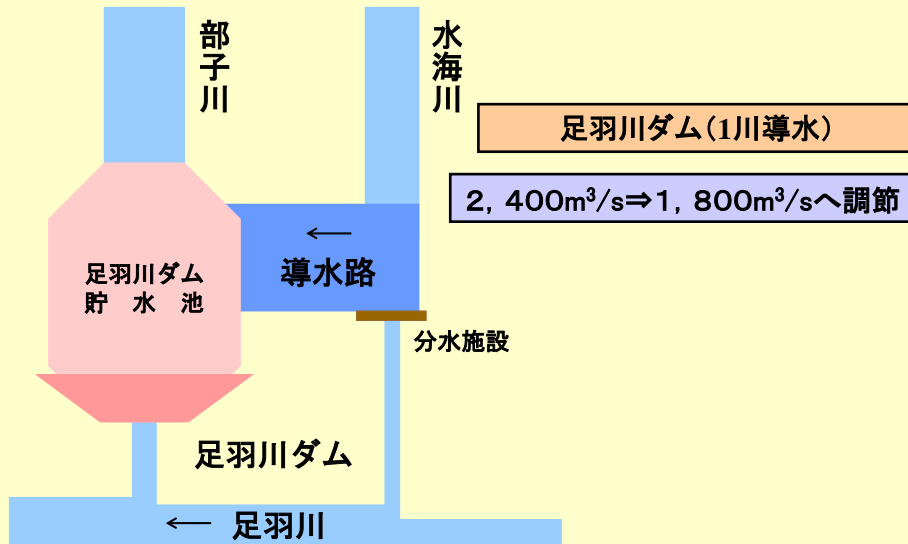 部子川
水海川
足羽川ダム(1川導水)
2,400m³/s⇒1,800m³/sへ調節
←
導水路
足羽川ダム
貯 水 池
分水施設
足羽川ダム
← 足羽川